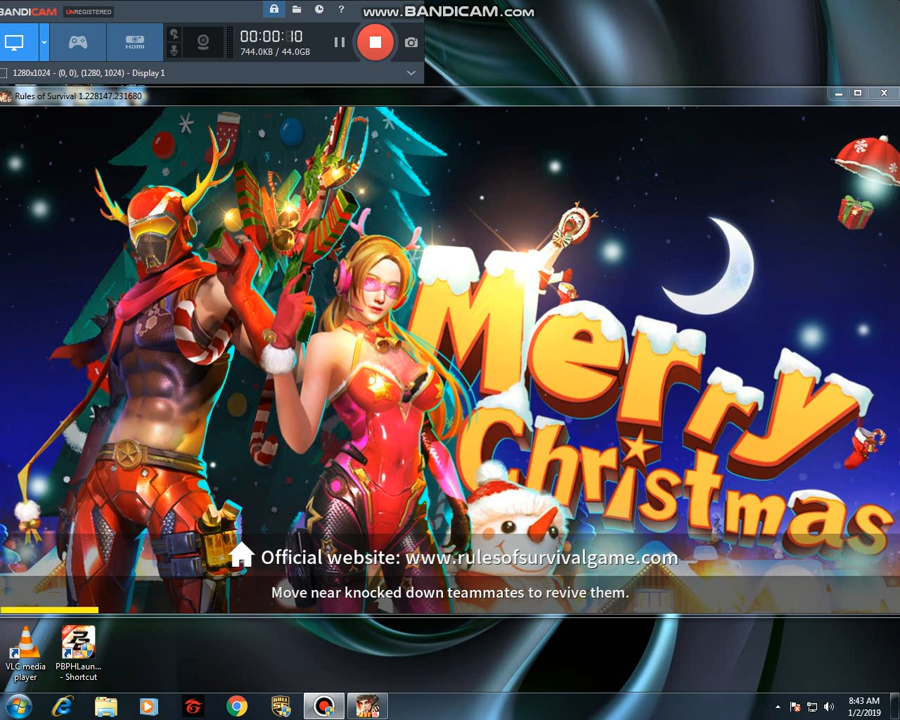 BANDICAM UNREGISTERED
www.BANDICAM.com
HDMI
00:00:10
744.0KB / 44.0GB
1280x1024 - (0, 0), (1280, 1024) - Display 1
Rules of Survival 1.228147.231680
Merry
Christmas
Official website: www.rulesofsurvivalgame.com
Move near knocked down teammates to revive them.
VLC media player
PBPHLaun... - Shortcut
8:43 AM
1/2/2019